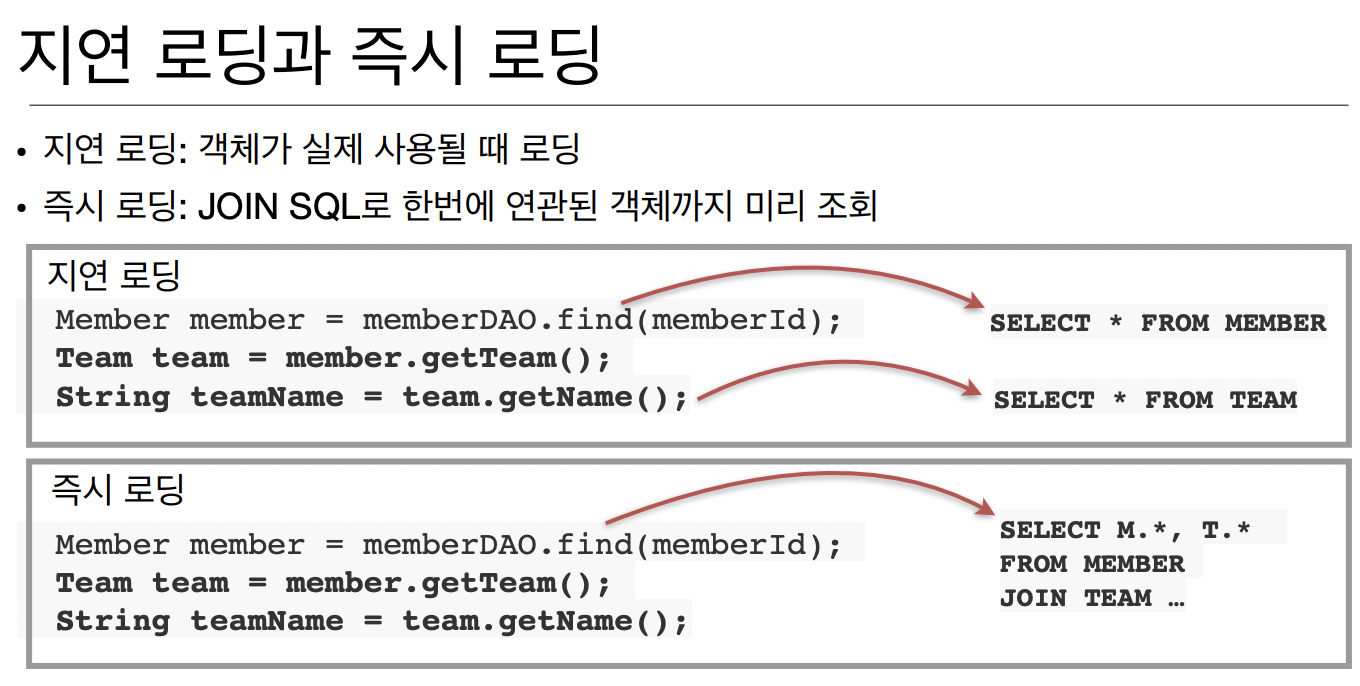 지연 로딩과 즉시 로딩
• 지연 로딩: 객체가 실제 사용될 때 로딩
• 즉시 로딩: JOIN SQL로 한번에 연관된 객체까지 미리 조회
지연 로딩
Member member = memberDAO.find(memberId);
SELECT * FROM MEMBER
Team team = member.getTeam();
String teamName = team.getName();
SELECT * FROM TEAM
즉시 로딩
Member member = memberDAO.find(memberId);
Team team = member.getTeam();
String teamName = team.getName();
SELECT M.*, T.*
FROM MEMBER
JOIN TEAM …